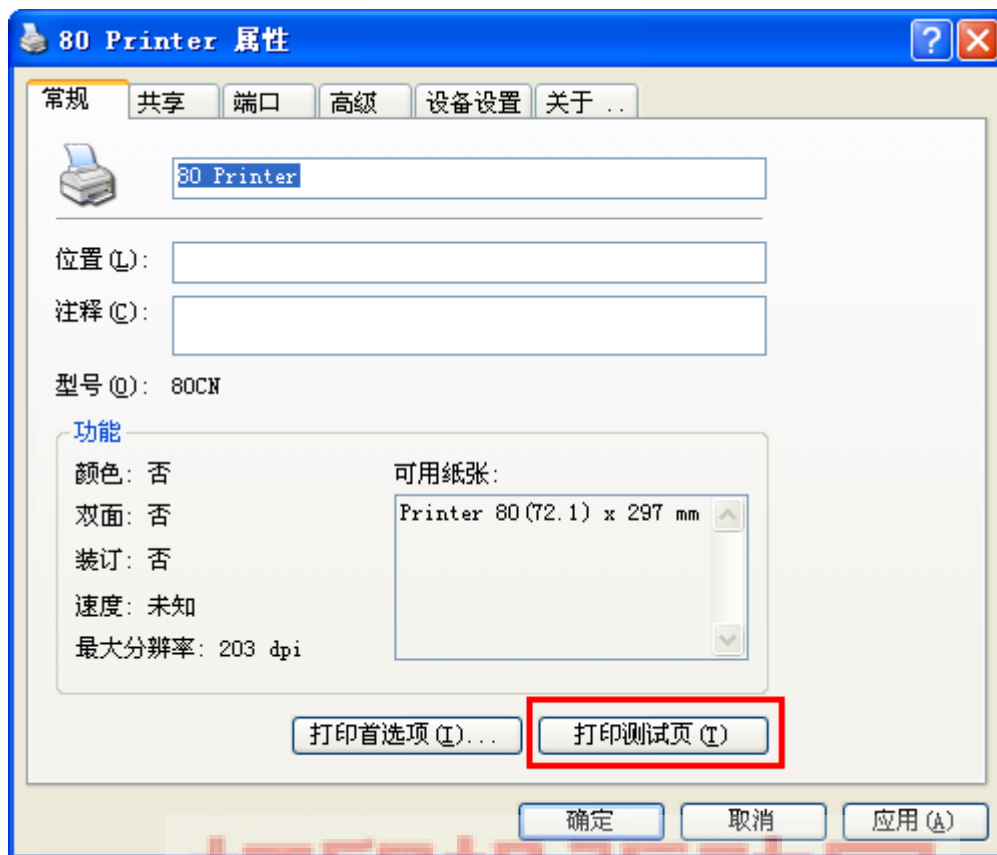 80 Printer 属性
常规 共享 端口 高级 设备设置 关于 ..
80 Printer
位置(L):
注释(C):
型号(O): 80CN
功能
颜色: 否
双面: 否
装订: 否
速度: 未知
最大分辨率: 203 dpi
可用纸张:
Printer 80(72.1) x 297 mm
打印首选项(I)... 打印测试页(T)
确定 取消 应用(A)